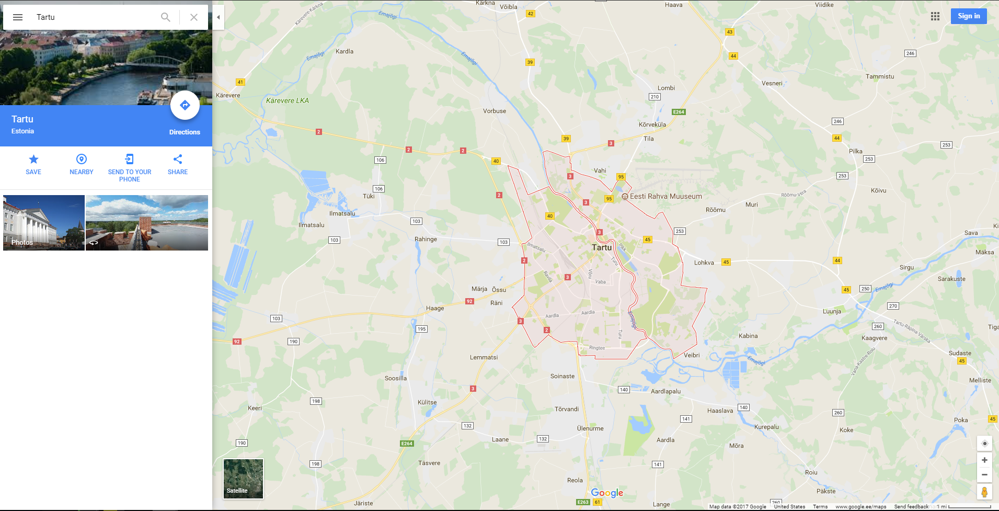 Tartu
Tartu
Estonia
Directions
SAVE
NEARBY
SEND TO YOUR
PHONE
SHARE
Photos
Sign in
Kärkna
Võibla
Haava
Viidike
Kärevere-Kärkna
Emajõgi
42
43
Kardla
Emajõgi
Emajõgi
39
44
246
41
Kärevere
Kärevere LKA
Lombi
Vesneri
Tammistu
210
Vorbuse
E264
Kõrveküla
246
2
39
Tila
3
44
253
2
2
40
106
Pilka
253
Vahi
3
95
253
106
2
Tüki
3
95
Eesti Rahva Muuseum
Rõõmu-Viira
Kõivu
Muri
Rõõmu
Ilmatsalu
40
103
Ilmatsalu
3
253
Sava
Ki
Rahinge
103
103
45
Ilmatsalu
Tartu
Pikk
Mäksa
2
Turu
Lohkva
45
44
Sirgu
Ravila
Võru
3
Vaba
Sarakuste
Märja
Õssu
45
250
Emajõgi
92
Räni
Haage
270
Luunja
103
Aardla
Aardla
Emajõgi
3
Tartu-Räpina-Värska
195
2
Turu
260
Tiga
92
190
Kabina
Kaagvere
Ringtee
Lemmatsi
Veibri
Emajõgi
Vana-Kastre-Roiu
Sudaste
45
Soosilla
Soinaste
Melliste
3
140
Aardlapalu
198
Külitse
Keeri
Tõrvandi
Haaslava
140
260
141
Poka
45
132
Ülenurme
Kurepalu
Koke
190
E264
Laane
132
Aardla
Mõra
198
Täsvere
141
Roiu
Reola
Satellite
Google
Päkste
Järiste
E263
61
Lange
260
Map data ©2017 Google
United States
Terms
www.google.ee/maps
Send feedback
1 mi